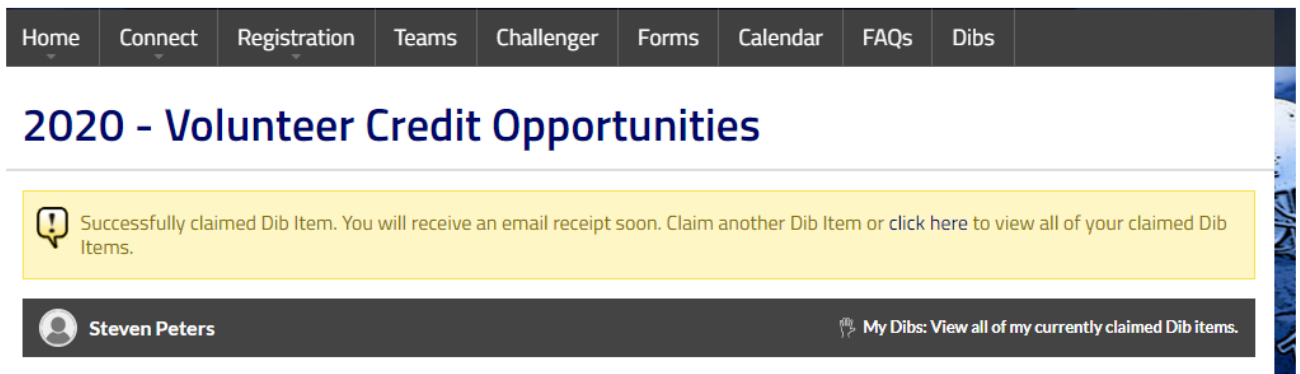 Home Connect Registration Teams Challenger Forms Calendar FAQs Dibs
2020 - Volunteer Credit Opportunities
Successfully claimed Dib Item. You will receive an email receipt soon. Claim another Dib Item or click here to view all of your claimed Dib
Items.
Steven Peters My Dibs: View all of my currently claimed Dib items.